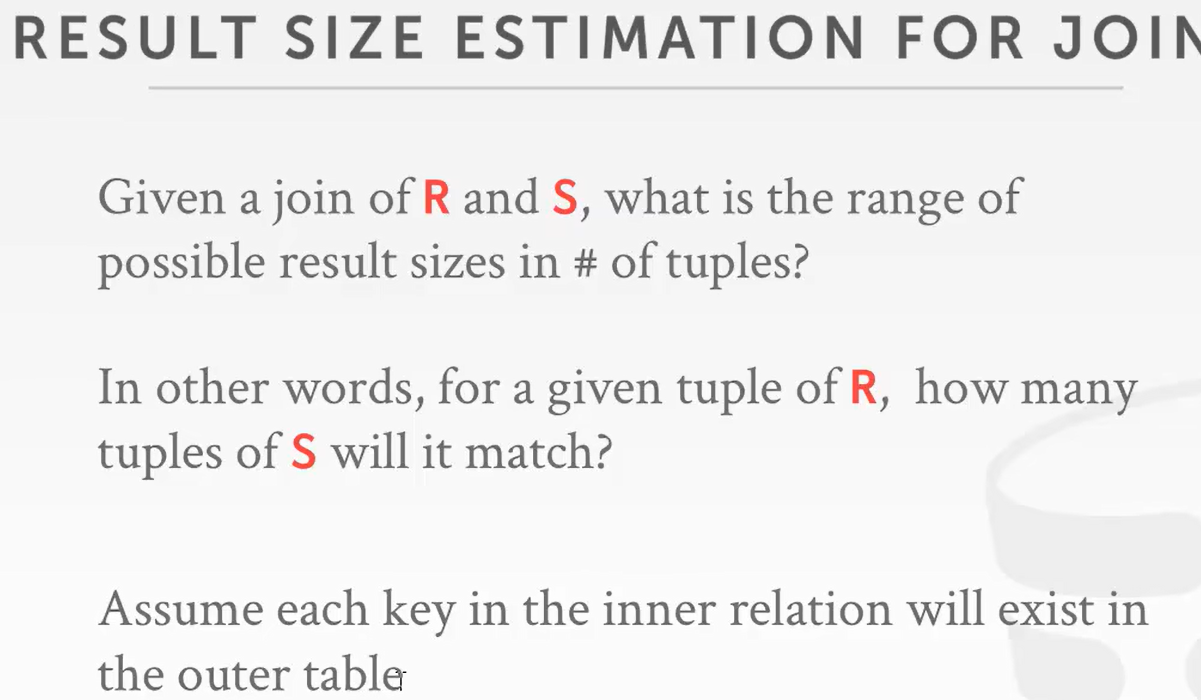 RESULT SIZE ESTIMATION FOR JOIN
Given a join of R and S, what is the range of
possible result sizes in # of tuples?
In other words, for a given tuple of R, how many
tuples of S will it match?
Assume each key in the inner relation will exist in
the outer table